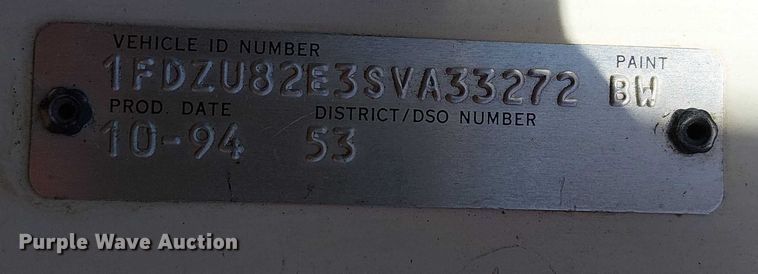 VEHICLE ID NUMBER PAINT
1FDZU82E3SVA33272 BW
PROD. DATE DISTRICT/DSO NUMBER
10-94 53
Purple Wave Auction